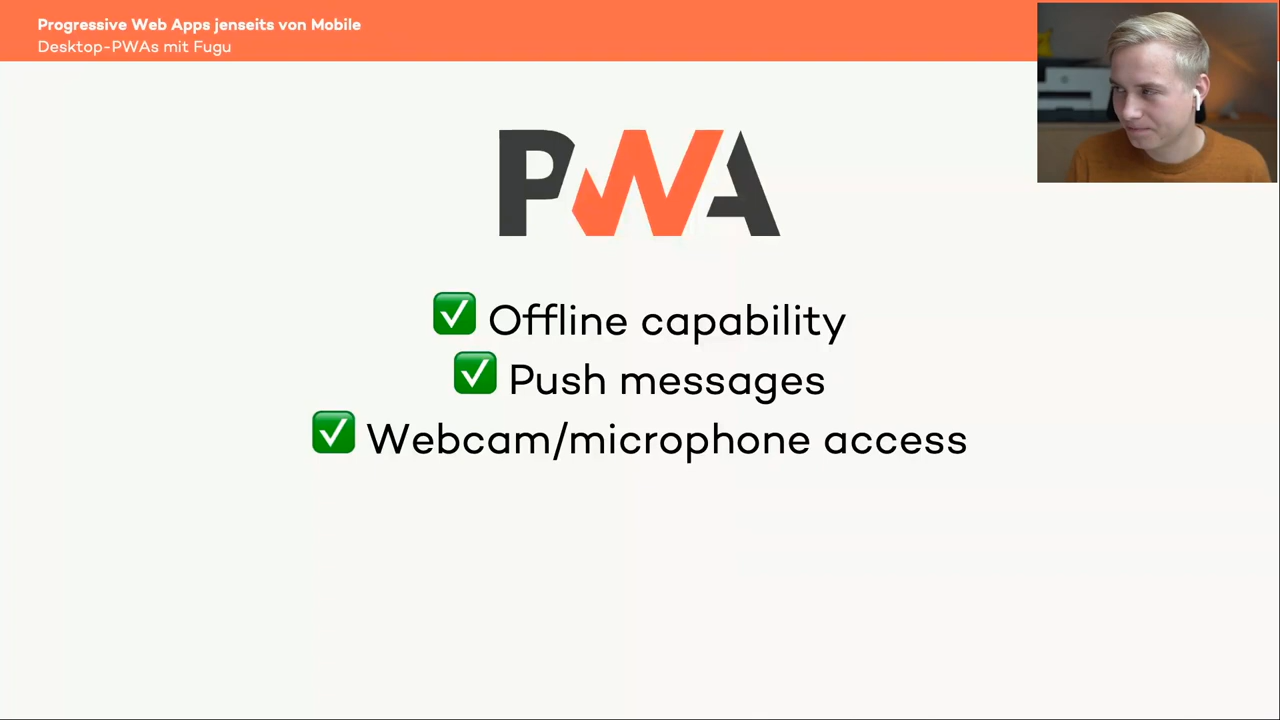 Progressive Web Apps jenseits von Mobile
Desktop-PWAs mit Fugu
PWA
✅ Offline capability
✅ Push messages
✅ Webcam/microphone access